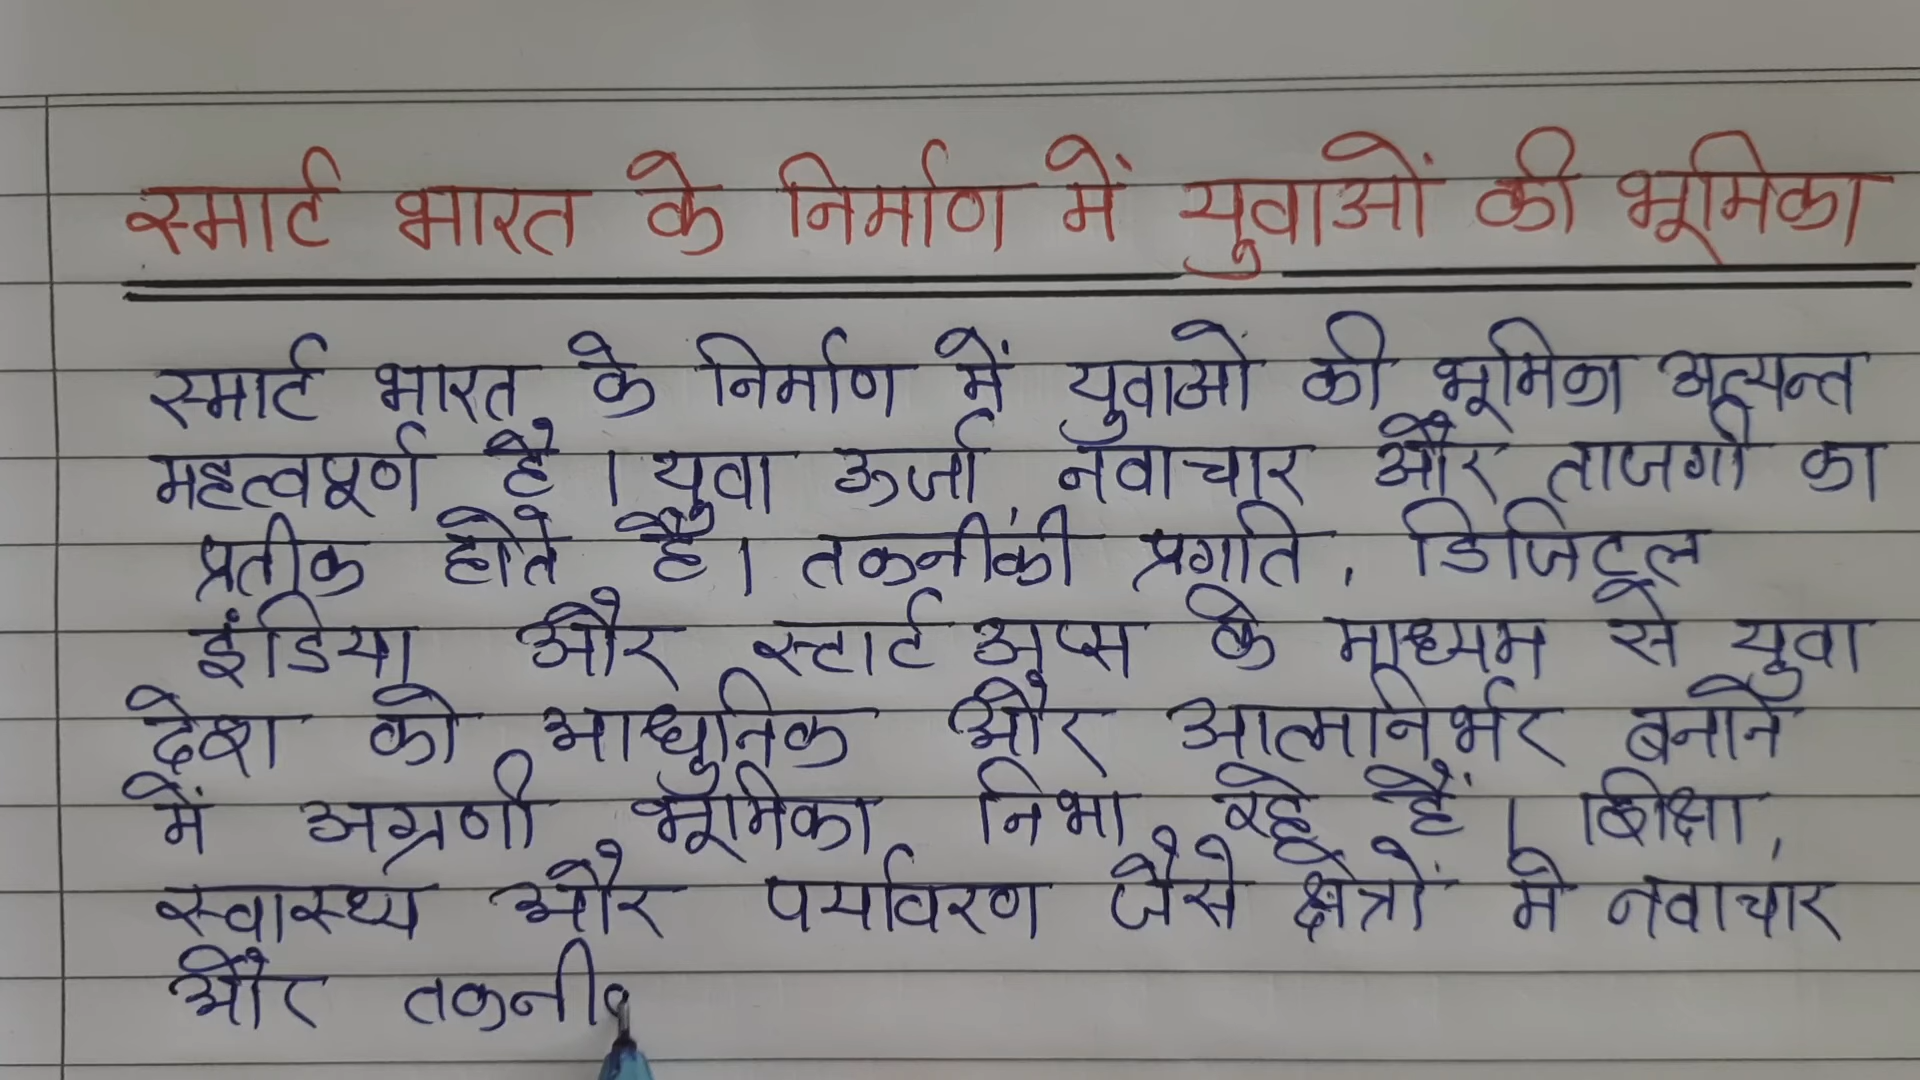 स्मार्ट भारत के निर्माण में युवाओं की भूमिका
स्मार्ट भारत के निर्माण में युवाओं की भूमिका अत्यन्त
महत्वपूर्ण है । युवा ऊर्जा, नवाचार और ताजगी का
प्रतीक होते है। तकनीकी प्रगति, डिजिटल
इंडिया और स्टार्ट अप्स के माध्यम से युवा
देश को आधुनिक और आत्मनिर्भर बनाने
में अग्रणी भूमिका निभा रहे हैं । शिक्षा,
स्वास्थ्य और पर्यावरण जैसे क्षेत्रों मे नवाचार
और तकनी